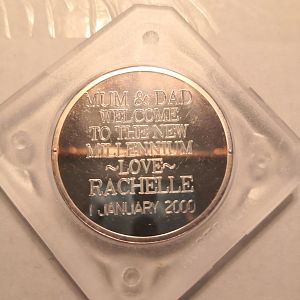 MUM & DAD
WELCOME
TO THE NEW
MILLENNIUM
~LOVE~
RACHELLE
1 JANUARY 2000